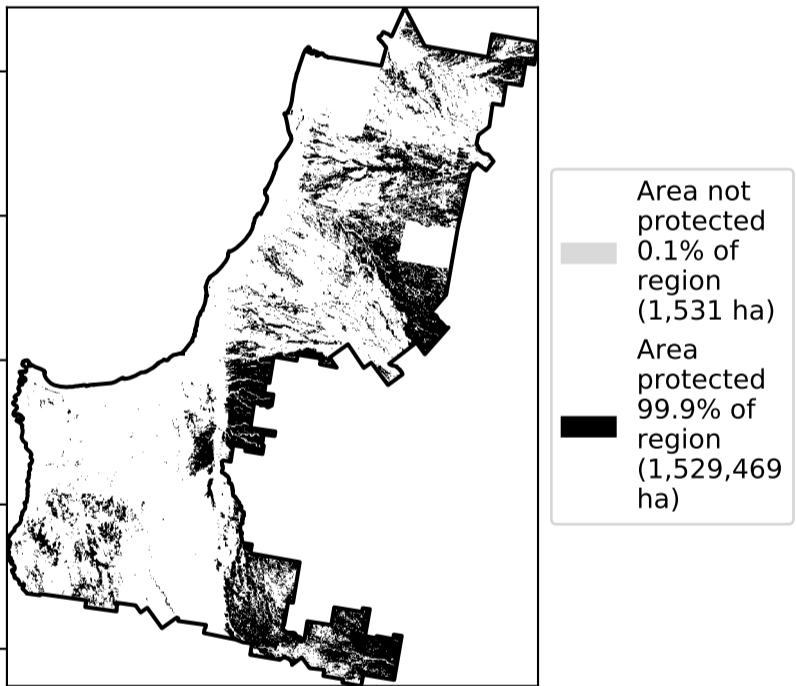 Area not
protected
0.1% of
region
(1,531 ha)
Area
protected
99.9% of
region
(1,529,469
ha)